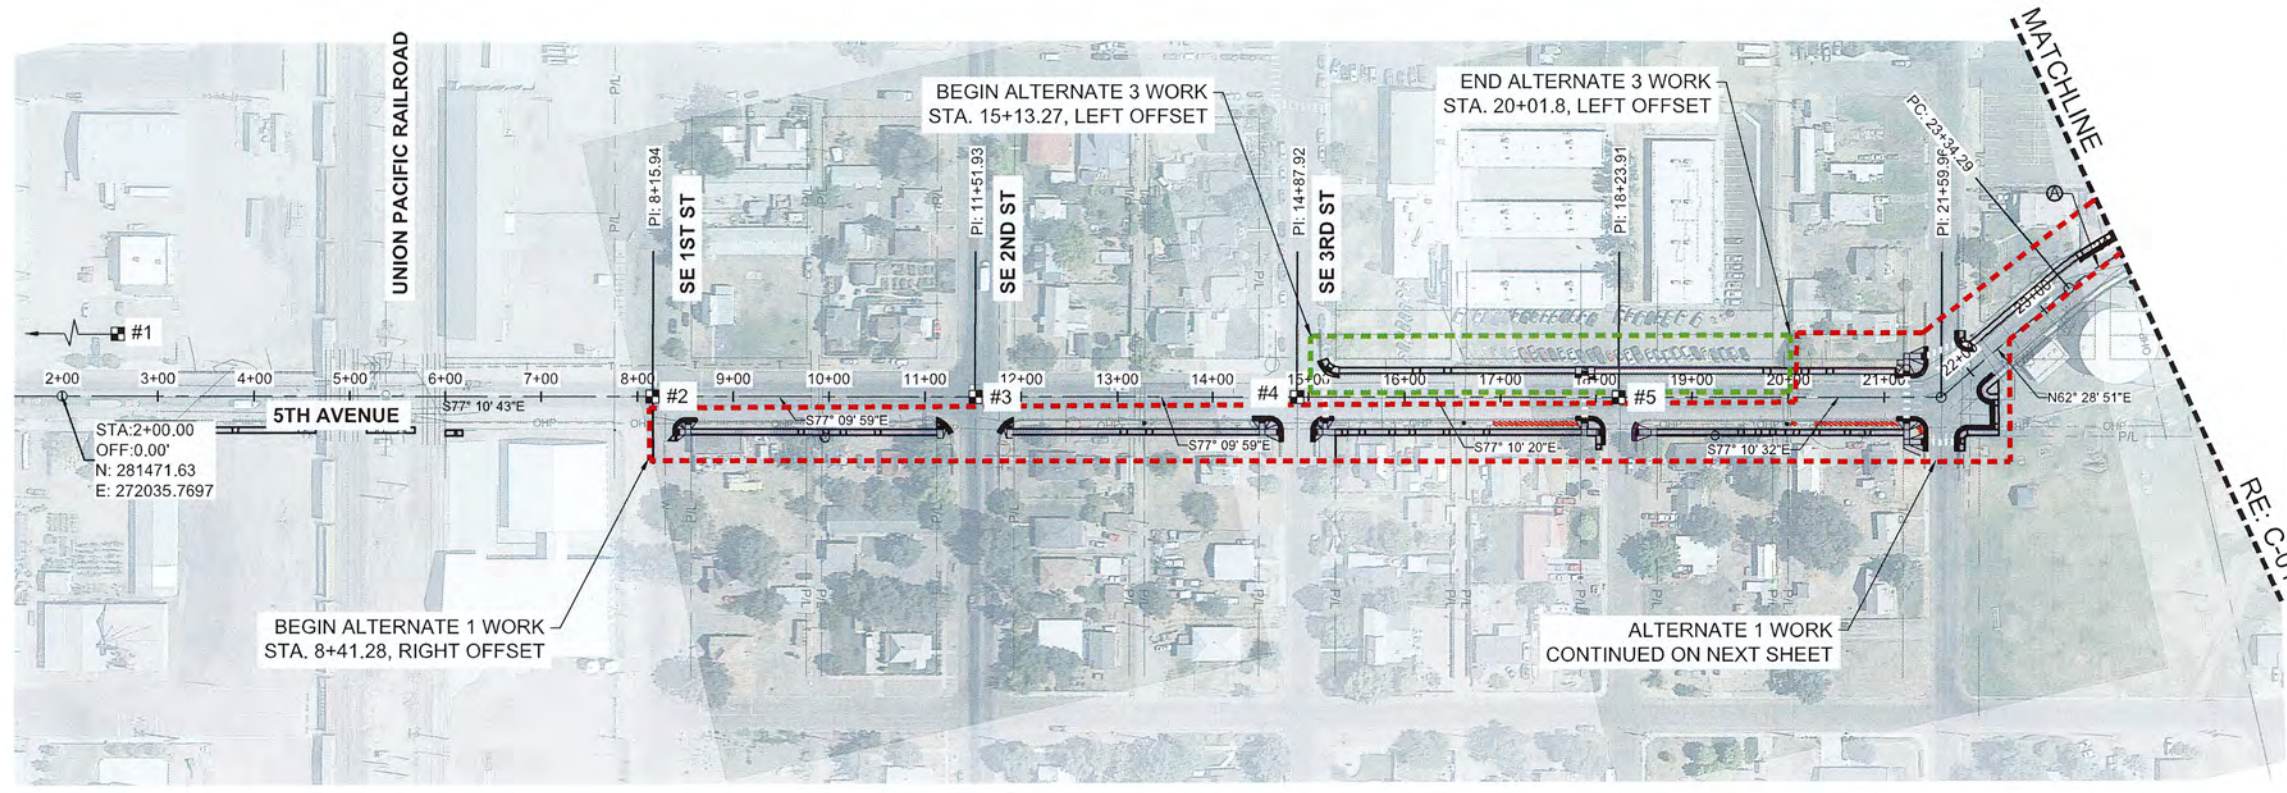 MATCHLINE
UNION PACIFIC RAILROAD
BEGIN ALTERNATE 3 WORK
STA. 15+13.27, LEFT OFFSET
END ALTERNATE 3 WORK
STA. 20+01.8, LEFT OFFSET
PC: 23+34.29
PI: 8+15.94
SE 1ST ST
PI: 11+51.93
SE 2ND ST
PI: 14+87.92
SE 3RD ST
PI: 18+23.91
PI: 21+59.96
A
#1
2+00
3+00
4+00
5+00
6+00
7+00
8+00
9+00
10+00
11+00
12+00
13+00
14+00
15+00
16+00
17+00
18+00
19+00
20+00
21+00
22+00
23+00
#2
#3
#4
#5
5TH AVENUE
S77° 10' 43"E
S77° 09' 59"E
S77° 09' 59"E
S77° 10' 20"E
S77° 10' 32"E
N62° 28' 51"E
STA:2+00.00
OFF:0.00'
N: 281471.63
E: 272035.7697
OHP
P/L
BEGIN ALTERNATE 1 WORK
STA. 8+41.28, RIGHT OFFSET
ALTERNATE 1 WORK
CONTINUED ON NEXT SHEET